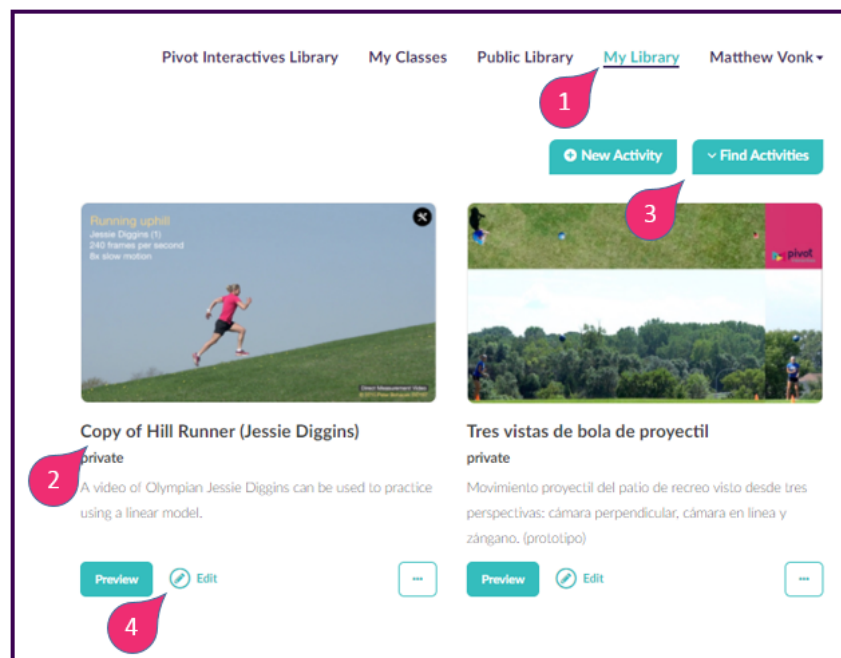 Pivot Interactives Library My Classes Public Library My Library Matthew Vonk
1
New Activity Find Activities
3
Running uphill
Jessie Diggins (1)
240 frames per second
8x slow motion
Direct Measurement Video
pivot
Copy of Hill Runner (Jessie Diggins)
private
2
A video of Olympian Jessie Diggins can be used to practice
using a linear model.
Preview Edit
4
Tres vistas de bola de proyectil
private
Movimiento proyectil del patio de recreo visto desde tres
perspectivas: cámara perpendicular, cámara en linea y
zángano. (prototipo)
Preview Edit